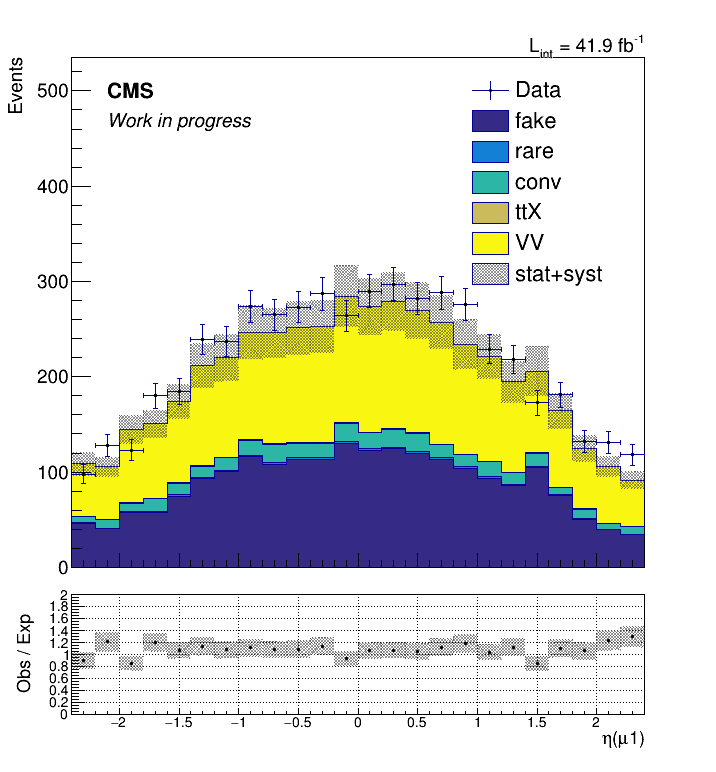 L_int = 41.9 fb⁻¹
Events
CMS
Work in progress
Data
fake
rare
conv
ttX
VV
stat+syst
500
400
300
200
100
0
Obs / Exp
2
1.8
1.6
1.4
1.2
1
0.8
0.6
0.4
0.2
0
−2
−1.5
−1
−0.5
0
0.5
1
1.5
2
η(μ1)